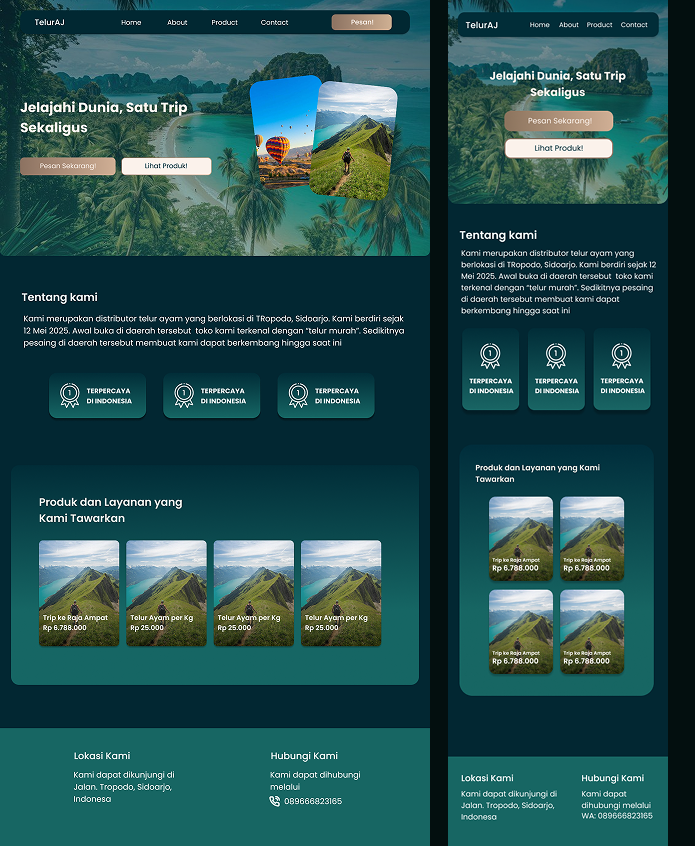 TelurAJ
Home
About
Product
Contact
Pesan!
Jelajahi Dunia, Satu Trip
Sekaligus
Pesan Sekarang!
Lihat Produk!
Tentang kami
Kami merupakan distributor telur ayam yang berlokasi di TRopodo, Sidoarjo. Kami berdiri sejak
12 Mei 2025. Awal buka di daerah tersebut toko kami terkenal dengan “telur murah”. Sedikitnya
pesaing di daerah tersebut membuat kami dapat berkembang hingga saat ini
1
TERPERCAYA
DI INDONESIA
1
TERPERCAYA
DI INDONESIA
1
TERPERCAYA
DI INDONESIA
Produk dan Layanan yang
Kami Tawarkan
Trip ke Raja Ampat
Rp 6.788.000
Telur Ayam per Kg
Rp 25.000
Telur Ayam per Kg
Rp 25.000
Telur Ayam per Kg
Rp 25.000
Lokasi Kami
Kami dapat dikunjungi di
Jalan. Tropodo, Sidoarjo,
Indonesa
Hubungi Kami
Kami dapat dihubungi
melalui
089666823165
TelurAJ
Home
About
Product
Contact
Jelajahi Dunia, Satu Trip
Sekaligus
Pesan Sekarang!
Lihat Produk!
Tentang kami
Kami merupakan distributor telur ayam yang
berlokasi di TRopodo, Sidoarjo. Kami berdiri sejak 12
Mei 2025. Awal buka di daerah tersebut toko kami
terkenal dengan “telur murah”. Sedikitnya pesaing
di daerah tersebut membuat kami dapat
berkembang hingga saat ini
1
TERPERCAYA
DI INDONESIA
1
TERPERCAYA
DI INDONESIA
1
TERPERCAYA
DI INDONESIA
Produk dan Layanan yang Kami
Tawarkan
Trip ke Raja Ampat
Rp 6.788.000
Trip ke Raja Ampat
Rp 6.788.000
Trip ke Raja Ampat
Rp 6.788.000
Trip ke Raja Ampat
Rp 6.788.000
Lokasi Kami
Kami dapat dikunjungi di
Jalan. Tropodo, Sidoarjo,
Indonesa
Hubungi Kami
Kami dapat
dihubungi melalui
WA: 089666823165